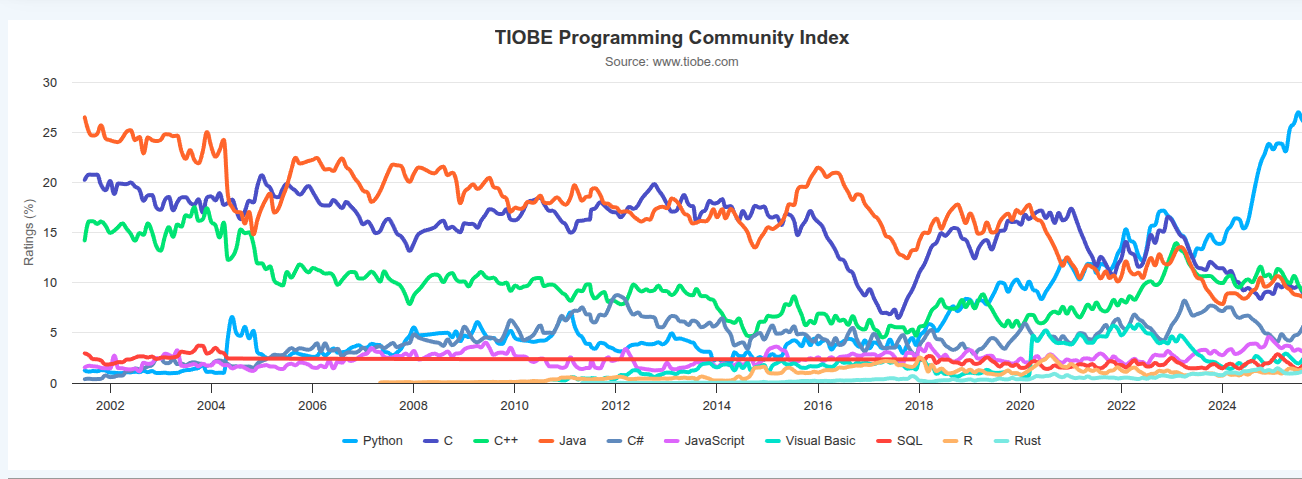 TIOBE Programming Community Index
Source: www.tiobe.com
Ratings (%)
30
25
20
15
10
5
0
2002 2004 2006 2008 2010 2012 2014 2016 2018 2020 2022 2024
Python C C++ Java C# JavaScript Visual Basic SQL R Rust